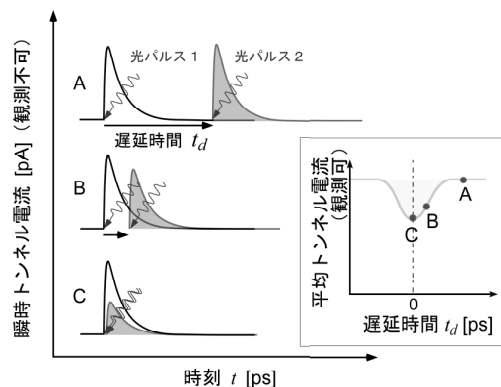 瞬時トンネル電流 [pA] (観測不可)
A
光パルス1
光パルス2
遅延時間 td
B
C
時刻 t [ps]
平均トンネル電流
(観測可)
A
B
C
0
遅延時間 td [ps]